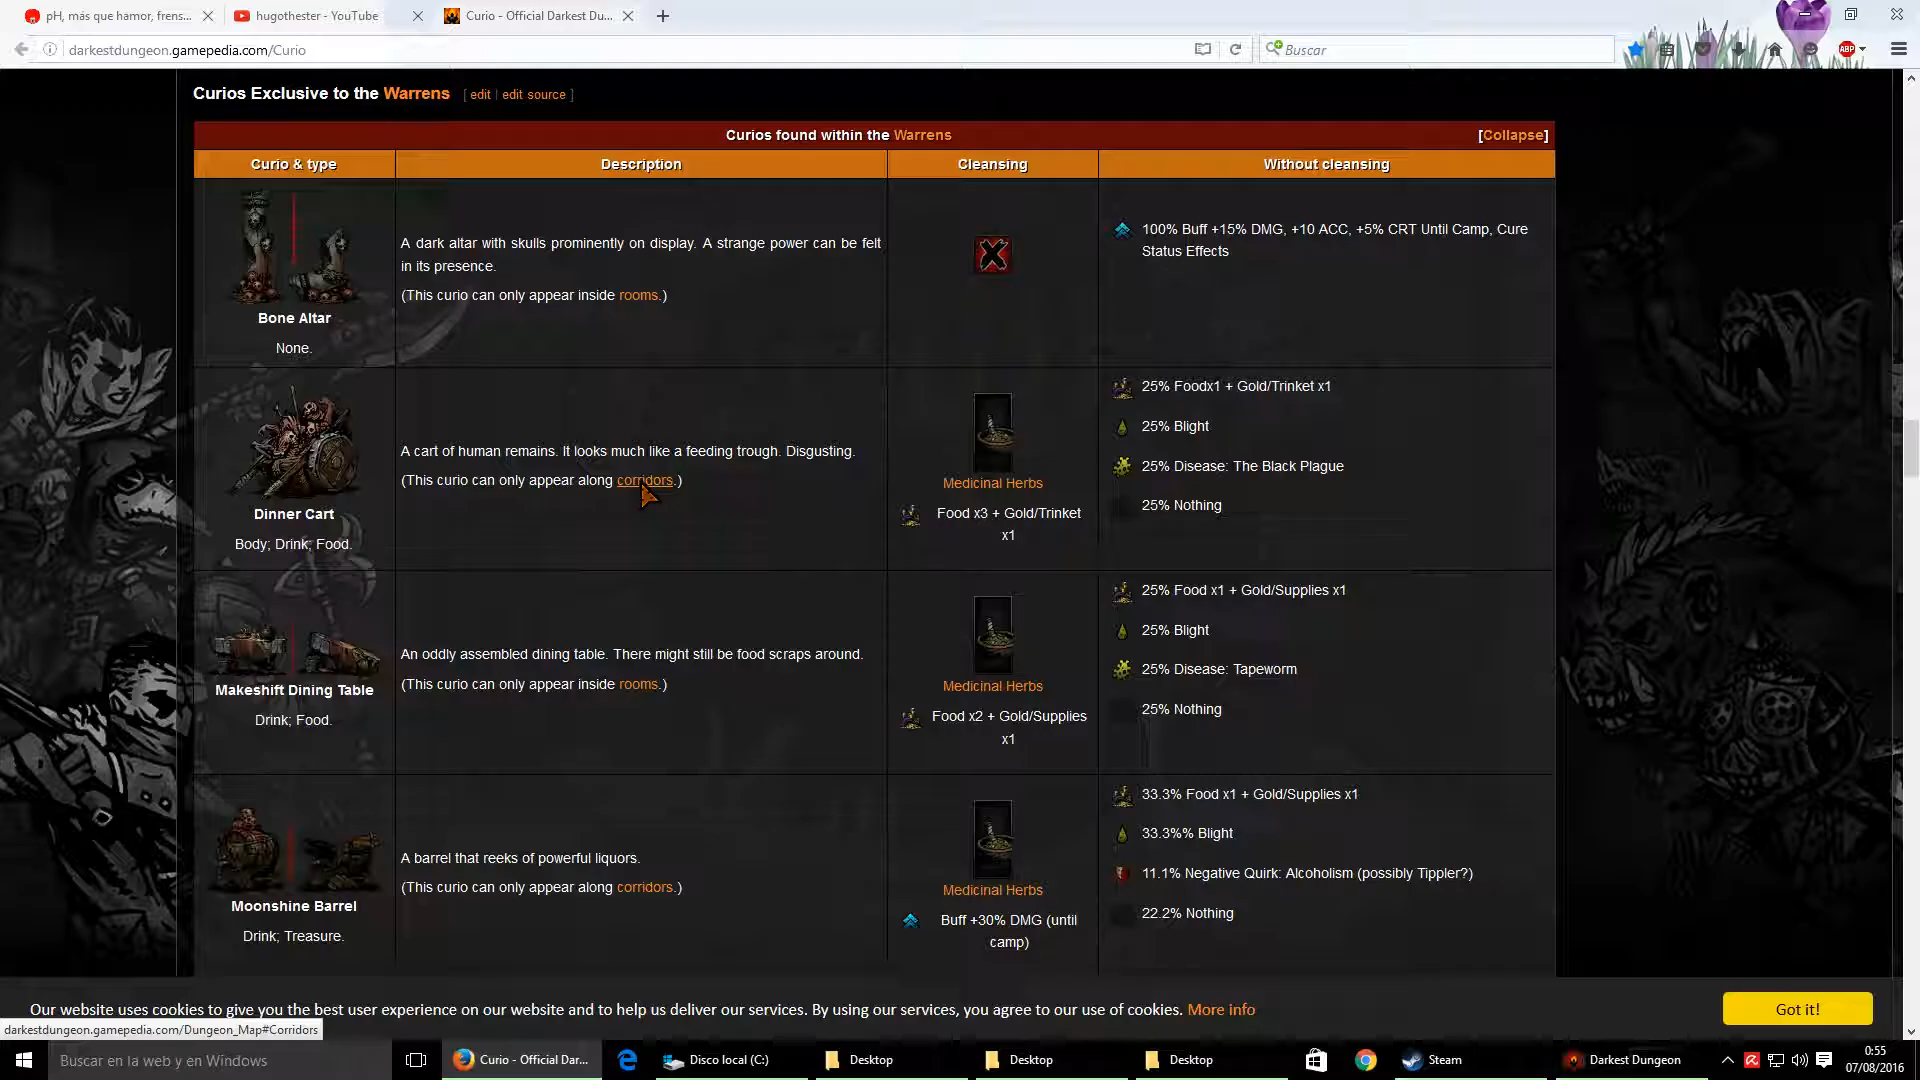 pH, más que hamor, frens...
hugothester - YouTube
Curio - Official Darkest Du...
darkestdungeon.gamepedia.com/Curio
Buscar
ABP
Curios Exclusive to the Warrens [ edit | edit source ]
Curios found within the Warrens
[Collapse]
Curio & type
Description
Cleansing
Without cleansing
A dark altar with skulls prominently on display. A strange power can be felt
in its presence.
(This curio can only appear inside rooms.)
Bone Altar
None.
100% Buff +15% DMG, +10 ACC, +5% CRT Until Camp, Cure
Status Effects
A cart of human remains. It looks much like a feeding trough. Disgusting.
(This curio can only appear along corridors.)
Dinner Cart
Body; Drink; Food.
Medicinal Herbs
Food x3 + Gold/Trinket
x1
25% Foodx1 + Gold/Trinket x1
25% Blight
25% Disease: The Black Plague
25% Nothing
An oddly assembled dining table. There might still be food scraps around.
(This curio can only appear inside rooms.)
Makeshift Dining Table
Drink; Food.
Medicinal Herbs
Food x2 + Gold/Supplies
x1
25% Food x1 + Gold/Supplies x1
25% Blight
25% Disease: Tapeworm
25% Nothing
A barrel that reeks of powerful liquors.
(This curio can only appear along corridors.)
Moonshine Barrel
Drink; Treasure.
Medicinal Herbs
Buff +30% DMG (until
camp)
33.3% Food x1 + Gold/Supplies x1
33.3%% Blight
11.1% Negative Quirk: Alcoholism (possibly Tippler?)
22.2% Nothing
Our website uses cookies to give you the best user experience on our website and to help us deliver our services. By using our services, you agree to our use of cookies. More info
Got it!
darkestdungeon.gamepedia.com/Dungeon_Map#Corridors
Buscar en la web y en Windows
Curio - Official Dar...
Disco local (C:)
Desktop
Desktop
Desktop
Steam
Darkest Dungeon
0:55
07/08/2016